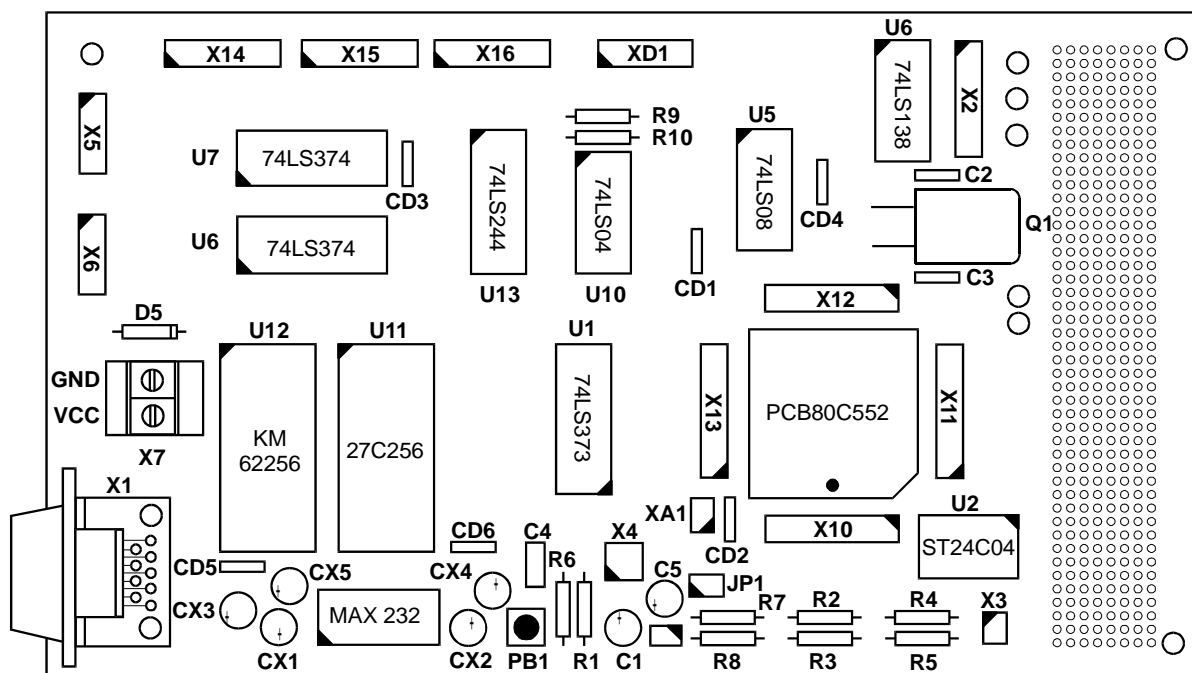 U6
X14
X15
X16
XD1
74LS138
X2
X5
R9
R10
U5
U7
74LS374
CD3
74LS244
74LS04
74LS08
CD4
C2
U6
74LS374
X6
Q1
CD1
C3
U13
U10
X12
D5
U12
U11
U1
GND
VCC
X7
KM
62256
27C256
74LS373
X13
PCB80C552
X11
X1
XA1
X4
CD2
X10
U2
ST24C04
CD6
C4
R6
CD5
CX5
CX4
C5
JP1
CX3
MAX 232
R7
R2
R4
X3
CX1
CX2
PB1
R1
C1
R8
R3
R5